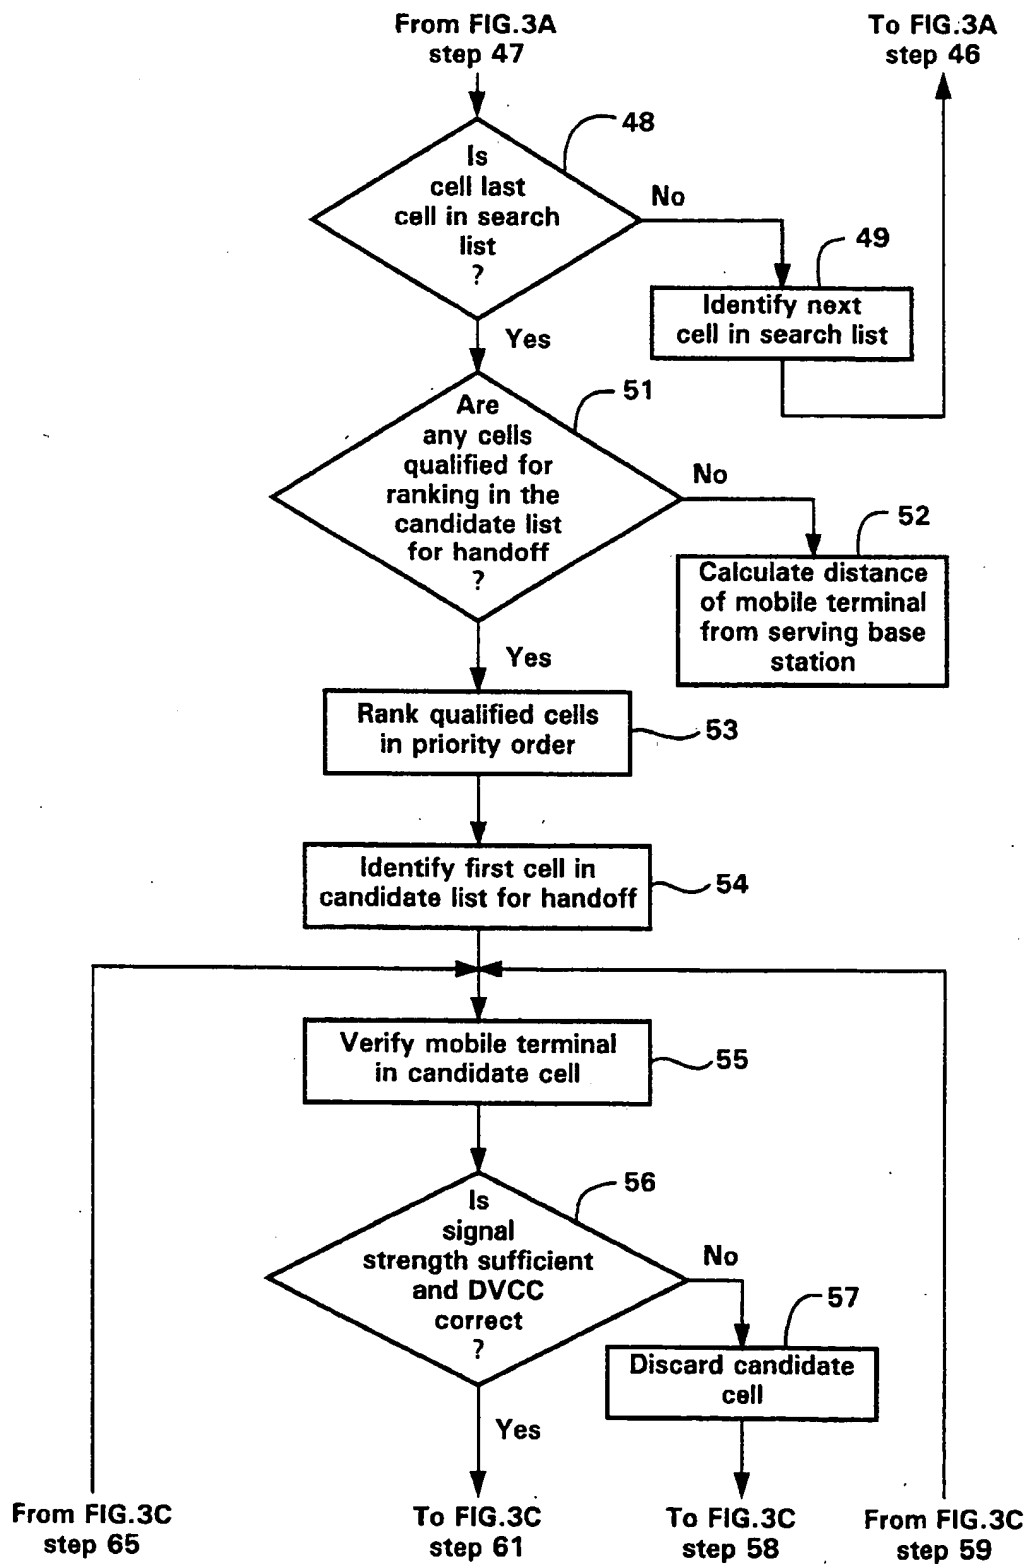 From FIG.3A
step 47
To FIG.3A
step 46
48
Is
cell last
cell in search
list
?
No
49
Identify next
cell in search list
Yes
51
Are
any cells
qualified for
ranking in the
candidate list
for handoff
?
No
52
Calculate distance
of mobile terminal
from serving base
station
Yes
Rank qualified cells
in priority order
53
Identify first cell in
candidate list for handoff
54
Verify mobile terminal
in candidate cell
55
56
Is
signal
strength sufficient
and DVCC
correct
?
No
57
Discard candidate
cell
Yes
From FIG.3C
step 65
To FIG.3C
step 61
To FIG.3C
step 58
From FIG.3C
step 59